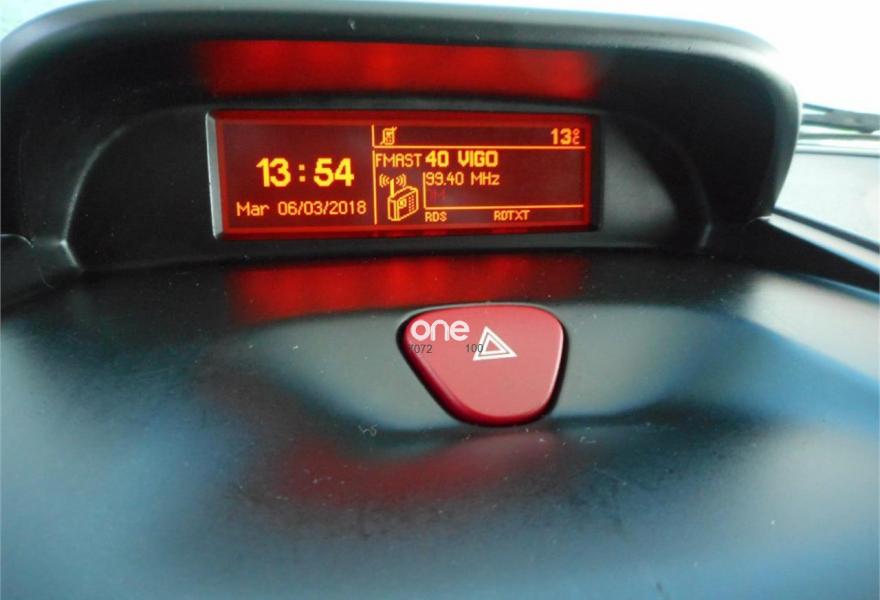 13°C
FMAST 40 VIGO
13:54
99.40 MHz
Mar 06/03/2018
RDS RDTXT
one
7072 100